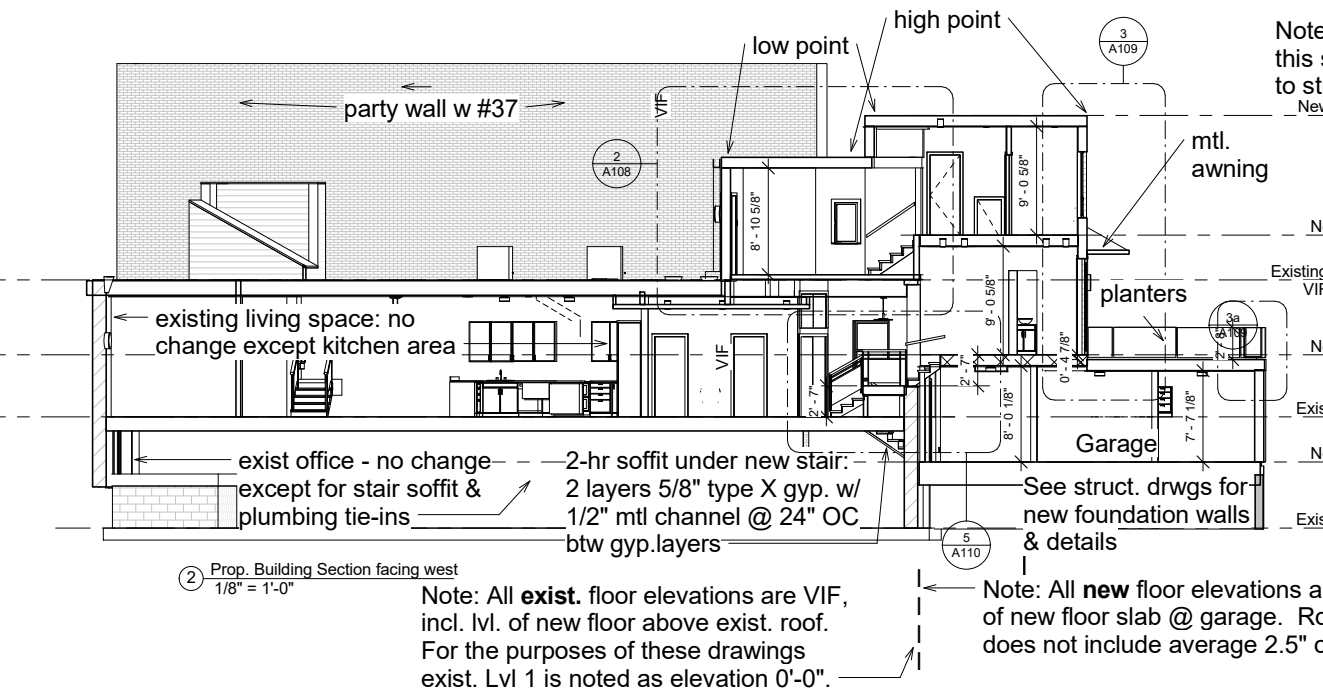 high point
3
A109
Note
this s
to st
low point
New
party wall w #37
VIF
mtl.
awning
2
A108
8' - 10 5/8"
9' - 0 5/8"
Existing
VIF
existing living space: no
change except kitchen area
VIF
9' - 0 5/8"
planters
3a
A109
2' - 7"
2' - 7"
0' - 4 7/8"
8' - 0 1/8"
7' - 7 1/8"
Garage
Exis
exist office - no change
except for stair soffit &
plumbing tie-ins
2-hr soffit under new stair:
2 layers 5/8" type X gyp. w/
1/2" mtl channel @ 24" OC
btw gyp.layers
See struct. drwgs for
new foundation walls
& details
Exis
5
A110
2
Prop. Building Section facing west
1/8" = 1'-0"
Note: All exist. floor elevations are VIF,
incl. lvl. of new floor above exist. roof.
For the purposes of these drawings
exist. Lvl 1 is noted as elevation 0'-0".
Note: All new floor elevations a
of new floor slab @ garage. Ro
does not include average 2.5" o